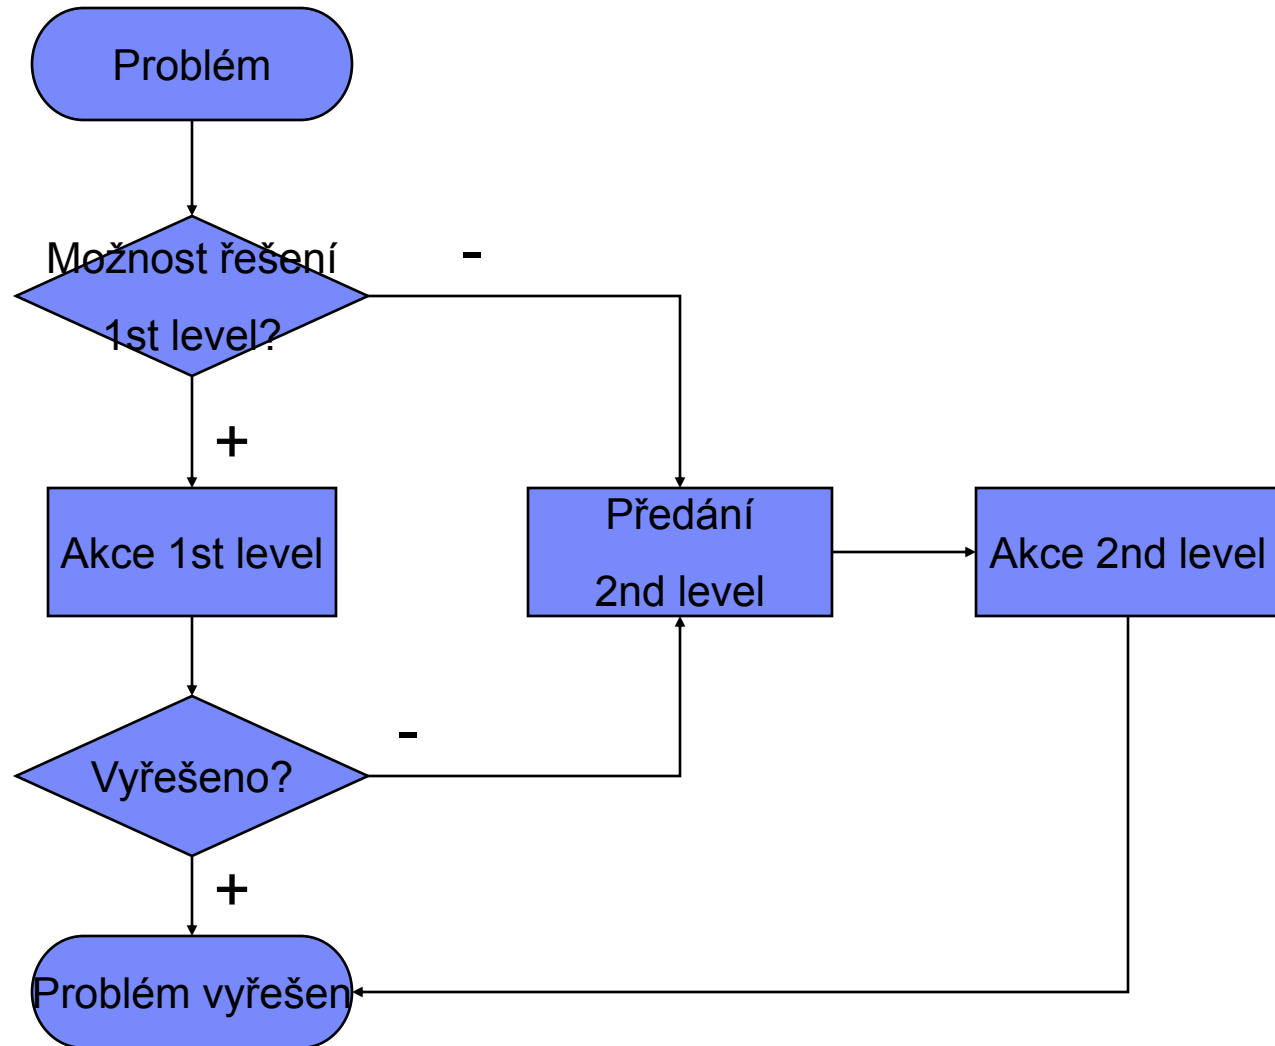 Problém
Možnost řešení
1st level?
-
+
Akce 1st level
Předání
2nd level
Akce 2nd level
Vyřešeno?
-
+
Problém vyřešen